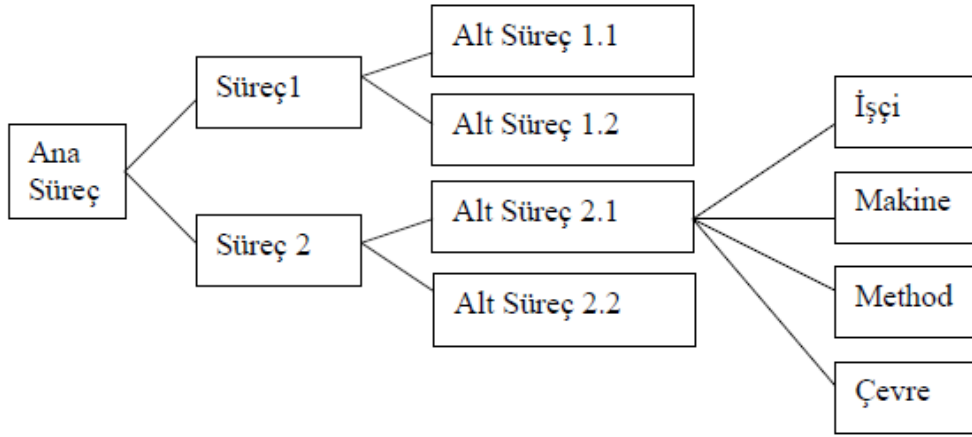 Ana
Süreç
Süreç1
Süreç 2
Alt Süreç 1.1
Alt Süreç 1.2
Alt Süreç 2.1
Alt Süreç 2.2
İşçi
Makine
Method
Çevre